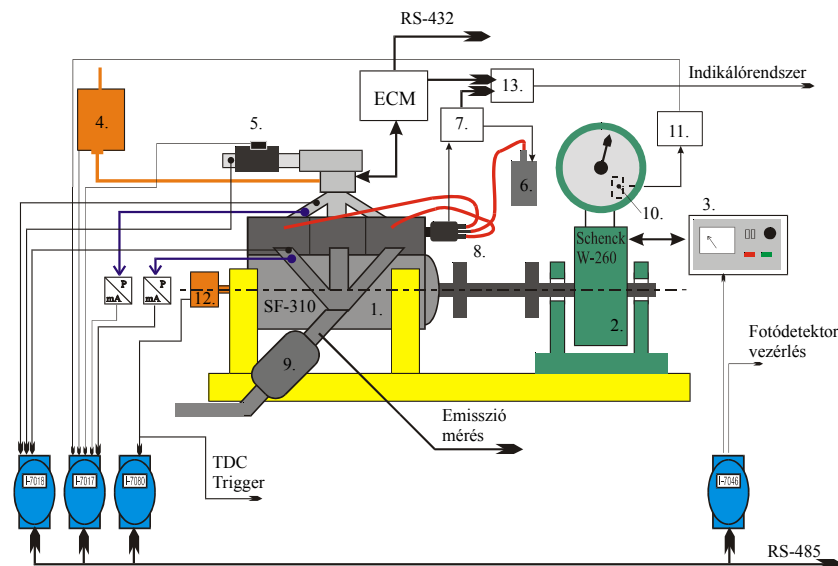 RS-432
ECM
13.
Indikálórendszer
4.
5.
7.
11.
6.
10.
3.
8.
Schenck
W-260
P
mA
P
mA
12.
SF-310
1.
2.
9.
Fotódetektor
vezérlés
Emisszió
mérés
TDC
Trigger
I-7018
I-7017
I-7080
I-7046
RS-485